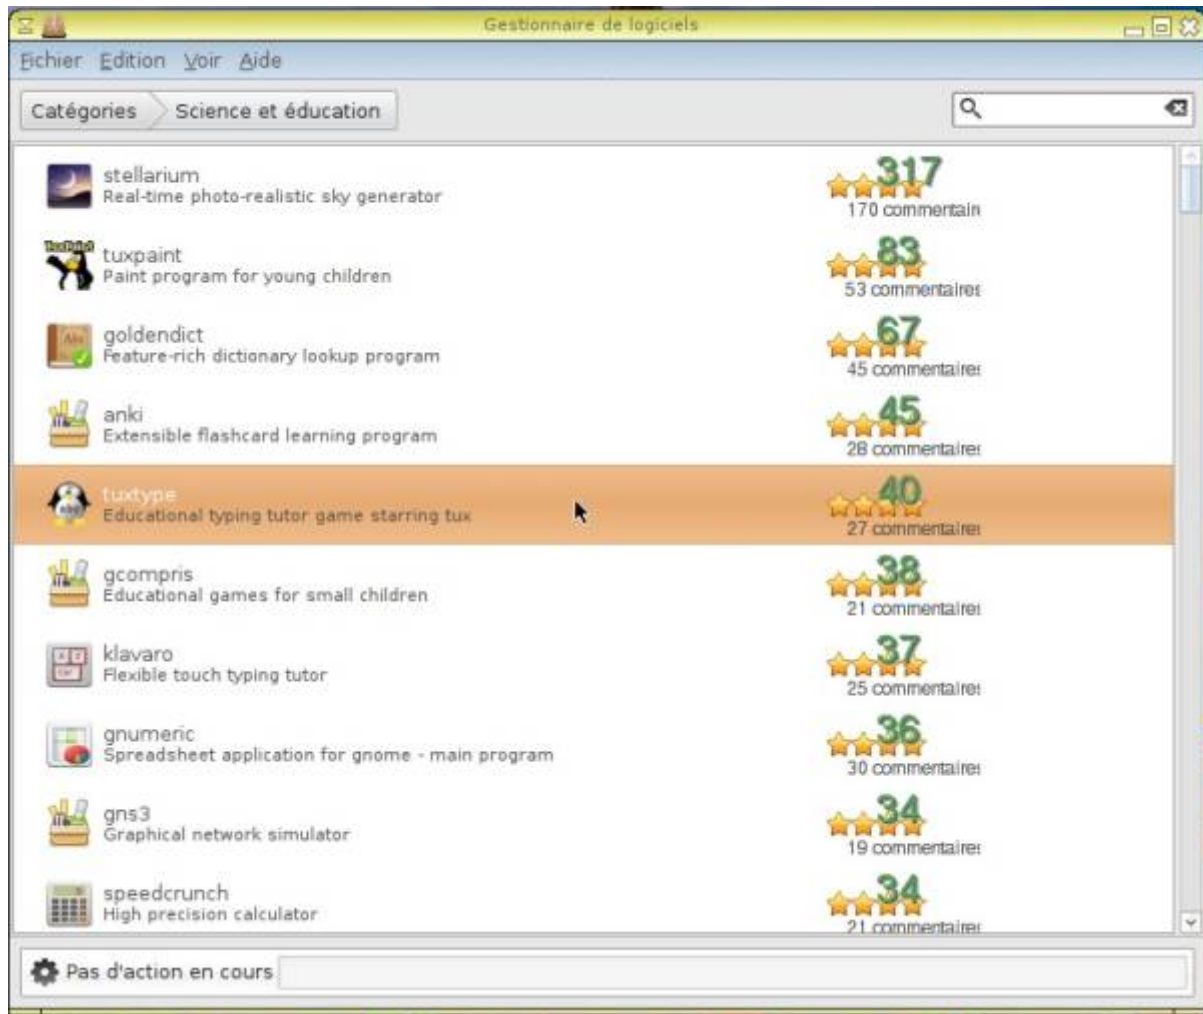 Gestionnaire de logiciels
Fichier Edition Voir Aide
Catégories Science et éducation
stellarium
Real-time photo-realistic sky generator
317
170 commentain
tuxpaint
Paint program for young children
83
53 commentaires
goldendict
Feature-rich dictionary lookup program
67
45 commentaires
anki
Extensible flashcard learning program
45
28 commentaires
tuxtype
Educational typing tutor game starring tux
40
27 commentaires
gcompris
Educational games for small children
38
21 commentaires
klavaro
Flexible touch typing tutor
37
25 commentaires
gnumeric
Spreadsheet application for gnome - main program
36
30 commentaires
gns3
Graphical network simulator
34
19 commentaires
speedcrunch
High precision calculator
34
21 commentaires
Pas d'action en cours